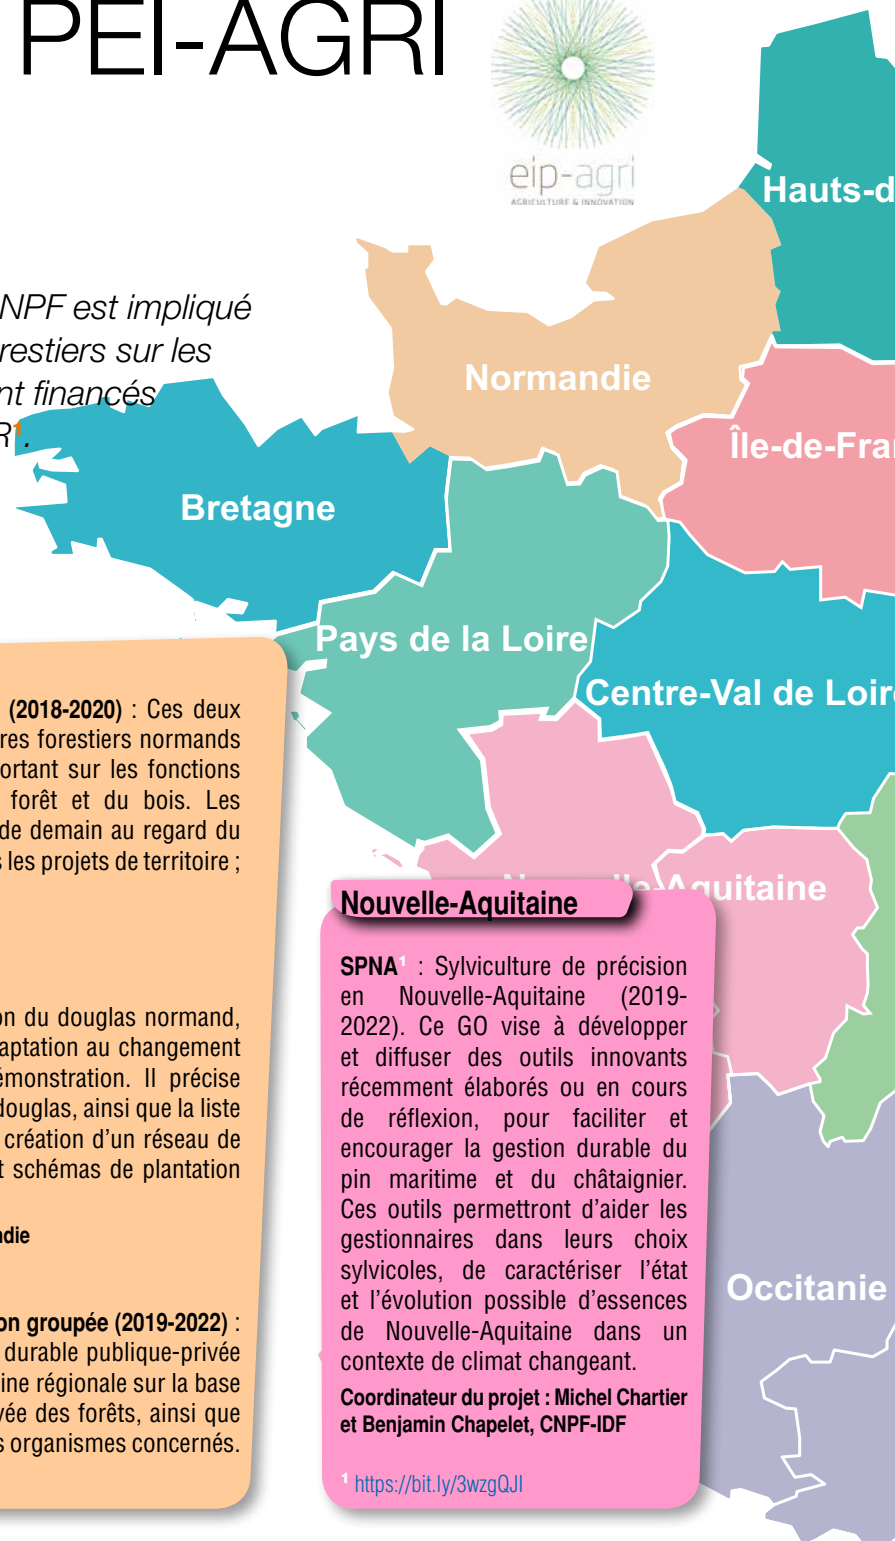 PEI-AGRI
eip-agri
AGRICULTURE & INNOVATION
NPF est impliqué
restiers sur les
nt financés
R¹.
Hauts-d
Normandie
Île-de-Fra
Bretagne
Pays de la Loire
Centre-Val de Loire
Aquitaine
Occitanie
(2018-2020) : Ces deux
res forestiers normands
ortant sur les fonctions
forêt et du bois. Les
de demain au regard du
s les projets de territoire ;
on du douglas normand,
aptation au changement
émonstration. Il précise
douglas, ainsi que la liste
création d’un réseau de
t schémas de plantation
die
on groupée (2019-2022) :
durable publique-privée
ine régionale sur la base
vée des forêts, ainsi que
s organismes concernés.
Nouvelle-Aquitaine
SPNA¹ : Sylviculture de précision
en Nouvelle-Aquitaine (2019-
2022). Ce GO vise à développer
et diffuser des outils innovants
récemment élaborés ou en cours
de réflexion, pour faciliter et
encourager la gestion durable du
pin maritime et du châtaignier.
Ces outils permettront d’aider les
gestionnaires dans leurs choix
sylvicoles, de caractériser l’état
et l’évolution possible d’essences
de Nouvelle-Aquitaine dans un
contexte de climat changeant.
Coordinateur du projet : Michel Chartier
et Benjamin Chapelet, CNPF-IDF
¹ https://bit.ly/3wzgQJI